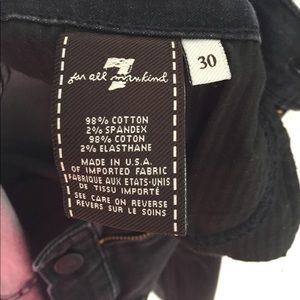 7
for all mankind
30
98% COTTON
2% SPANDEX
98% COTON
2% ELASTHANE
MADE IN U.S.A.
OF IMPORTED FABRIC
FABRIQUE AUX ETATS-UNIS
DE TISSU IMPORTÉ
SEE CARE ON REVERSE
REVERS SUR LE SOINS